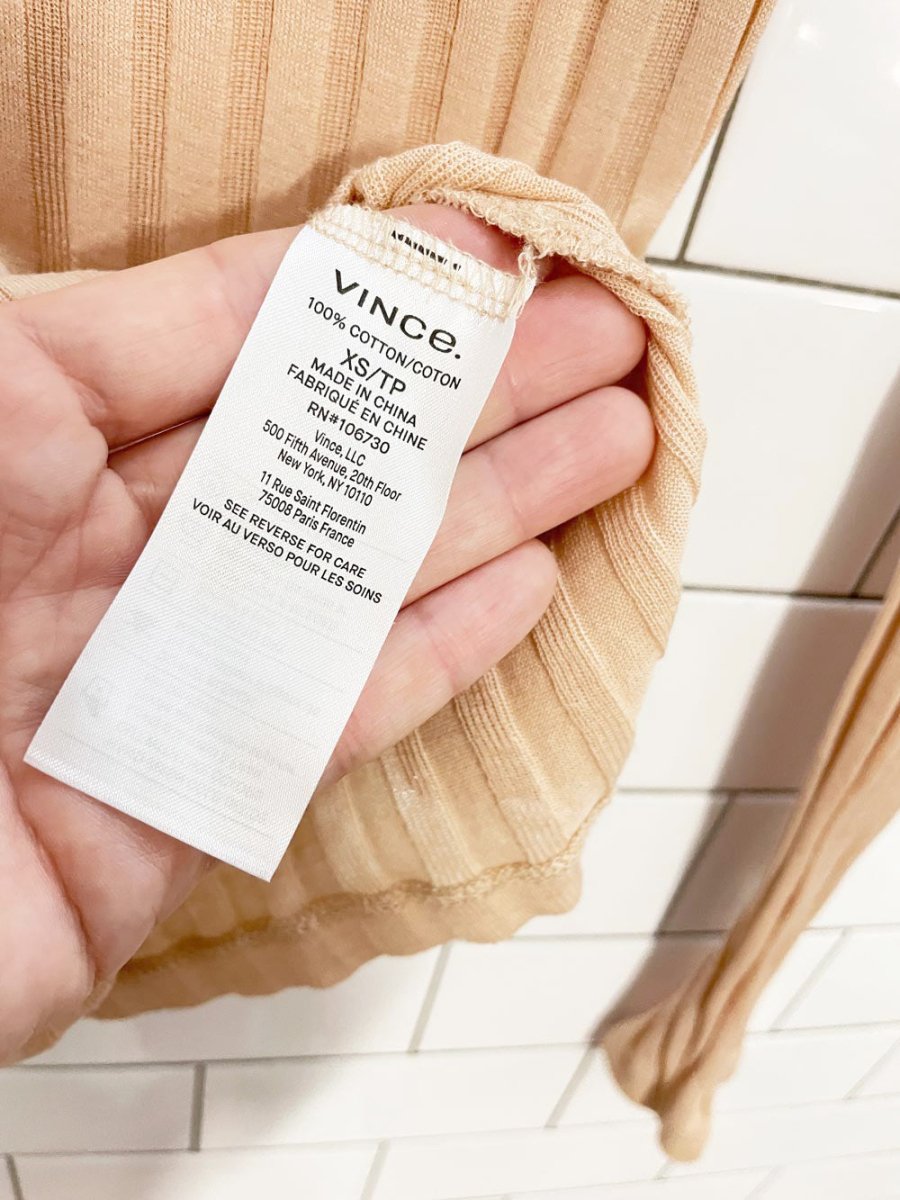 VINCE.
100% COTTON/COTON
XS/TP
MADE IN CHINA
FABRIQUÉ EN CHINE
RN#106730
Vince, LLC
500 Fifth Avenue, 20th Floor
New York, NY 10110
11 Rue Saint Florentin
75008 Paris France
SEE REVERSE FOR CARE
VOIR AU VERSO POUR LES SOINS